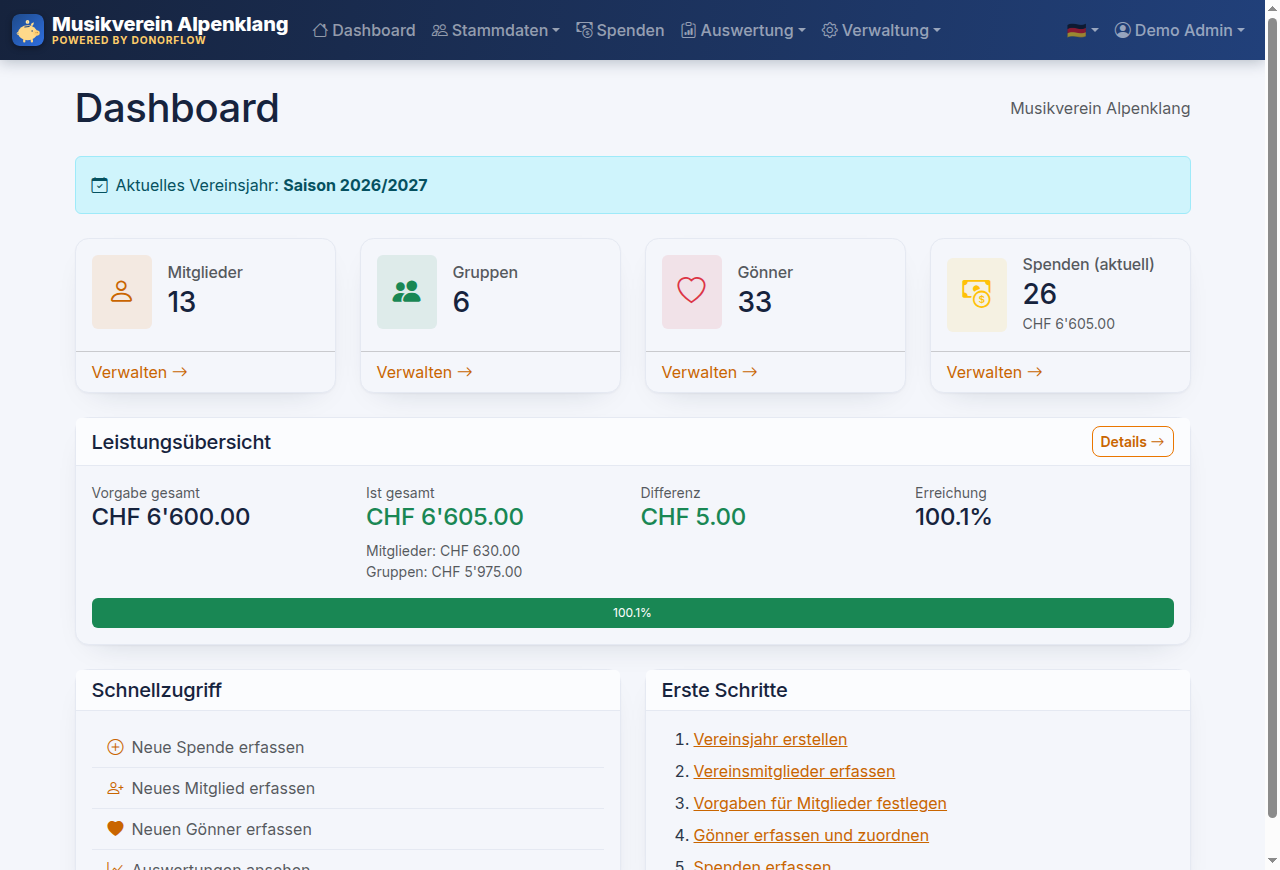 Musikverein Alpenklang
POWERED BY DONORFLOW
Dashboard
Stammdaten
Spenden
Auswertung
Verwaltung
Demo Admin
Dashboard
Musikverein Alpenklang
Aktuelles Vereinsjahr: Saison 2026/2027
Mitglieder
13
Verwalten →
Gruppen
6
Verwalten →
Gönner
33
Verwalten →
Spenden (aktuell)
26
CHF 6'605.00
Verwalten →
Leistungsübersicht
Details →
Vorgabe gesamt
CHF 6'600.00
Ist gesamt
CHF 6'605.00
Mitglieder: CHF 630.00
Gruppen: CHF 5'975.00
Differenz
CHF 5.00
Erreichung
100.1%
100.1%
Schnellzugriff
Neue Spende erfassen
Neues Mitglied erfassen
Neuen Gönner erfassen
Auswertungen ansehen
Erste Schritte
1. Vereinsjahr erstellen
2. Vereinsmitglieder erfassen
3. Vorgaben für Mitglieder festlegen
4. Gönner erfassen und zuordnen
5. Spenden erfassen